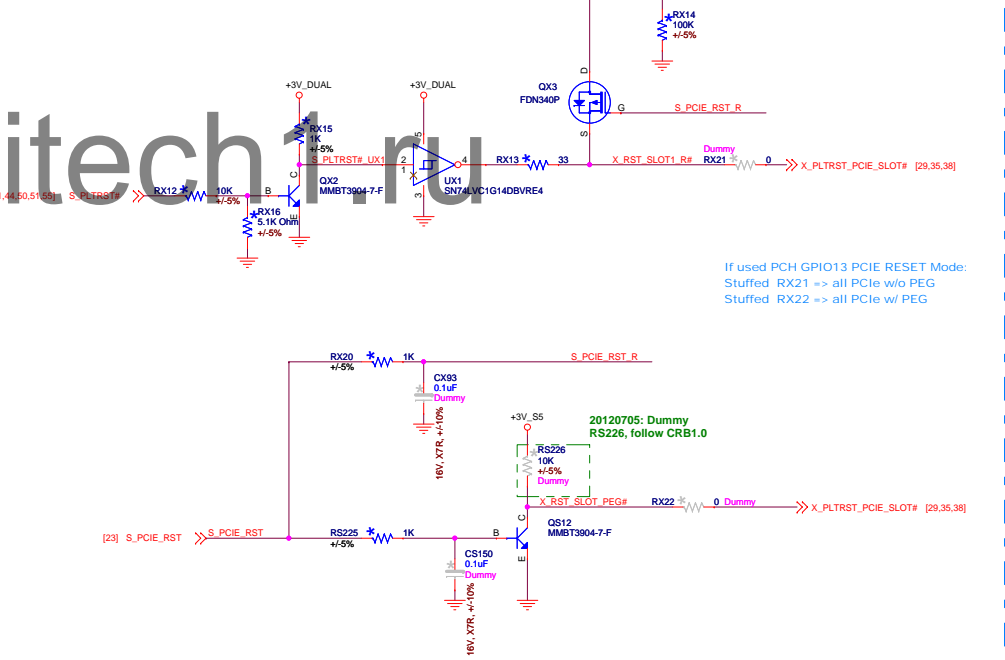 RX14
100K
+/-5%
D
QX3
FDN340P
G
S_PCIE_RST_R
S
+3V_DUAL
+3V_DUAL
RX15
1K
+/-5%
5
S_PLTRST#_UX1
2
1
4
3
UX1
SN74LVC1G14DBVRE4
RX13
33
X_RST_SLOT1_R#
Dummy
RX21
0
X_PLTRST_PCIE_SLOT# [29,35,38]
itech1.ru
,44,50,51,55]
S_PLTRST#
RX12
10K
+/-5%
B
C
E
QX2
MMBT3904-7-F
RX16
5.1K Ohm
+/-5%
If used PCH GPIO13 PCIE RESET Mode:
Stuffed RX21 => all PCIe w/o PEG
Stuffed RX22 => all PCIe w/ PEG
RX20
1K
+/-5%
S_PCIE_RST_R
CX93
0.1uF
Dummy
16V, X7R, +/-10%
+3V_S5
20120705: Dummy
RS226, follow CRB1.0
RS226
10K
+/-5%
Dummy
X_RST_SLOT_PEG#
RX22
0
Dummy
X_PLTRST_PCIE_SLOT# [29,35,38]
[23] S_PCIE_RST
S_PCIE_RST
RS225
1K
+/-5%
B
C
E
QS12
MMBT3904-7-F
CS150
0.1uF
Dummy
16V, X7R, +/-10%